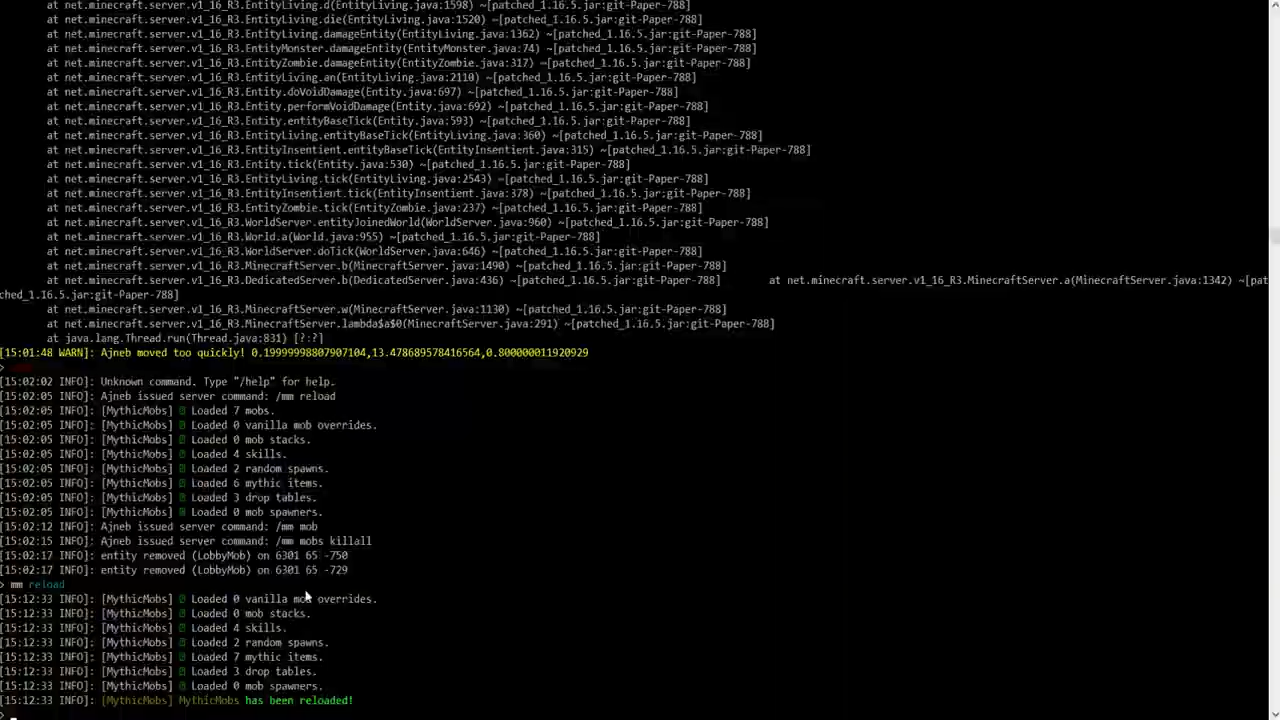 at net.minecraft.server.v1_16_R3.EntityLiving.d(EntityLiving.java:1598) ~[patched_1.16.5.jar:git-Paper-788]
at net.minecraft.server.v1_16_R3.EntityLiving.die(EntityLiving.java:1520) ~[patched_1.16.5.jar:git-Paper-788]
at net.minecraft.server.v1_16_R3.EntityLiving.damageEntity(EntityLiving.java:1362) ~[patched_1.16.5.jar:git-Paper-788]
at net.minecraft.server.v1_16_R3.EntityMonster.damageEntity(EntityMonster.java:74) ~[patched_1.16.5.jar:git-Paper-788]
at net.minecraft.server.v1_16_R3.EntityZombie.damageEntity(EntityZombie.java:317) ~[patched_1.16.5.jar:git-Paper-788]
at net.minecraft.server.v1_16_R3.EntityLiving.an(EntityLiving.java:2110) ~[patched_1.16.5.jar:git-Paper-788]
at net.minecraft.server.v1_16_R3.Entity.doVoidDamage(Entity.java:697) ~[patched_1.16.5.jar:git-Paper-788]
at net.minecraft.server.v1_16_R3.Entity.performVoidDamage(Entity.java:692) ~[patched_1.16.5.jar:git-Paper-788]
at net.minecraft.server.v1_16_R3.Entity.entityBaseTick(Entity.java:593) ~[patched_1.16.5.jar:git-Paper-788]
at net.minecraft.server.v1_16_R3.EntityLiving.entityBaseTick(EntityLiving.java:360) ~[patched_1.16.5.jar:git-Paper-788]
at net.minecraft.server.v1_16_R3.EntityInsentient.entityBaseTick(EntityInsentient.java:315) ~[patched_1.16.5.jar:git-Paper-788]
at net.minecraft.server.v1_16_R3.Entity.tick(Entity.java:530) ~[patched_1.16.5.jar:git-Paper-788]
at net.minecraft.server.v1_16_R3.EntityLiving.tick(EntityLiving.java:2543) ~[patched_1.16.5.jar:git-Paper-788]
at net.minecraft.server.v1_16_R3.EntityInsentient.tick(EntityInsentient.java:378) ~[patched_1.16.5.jar:git-Paper-788]
at net.minecraft.server.v1_16_R3.EntityZombie.tick(EntityZombie.java:237) ~[patched_1.16.5.jar:git-Paper-788]
at net.minecraft.server.v1_16_R3.WorldServer.entityJoinedWorld(WorldServer.java:960) ~[patched_1.16.5.jar:git-Paper-788]
at net.minecraft.server.v1_16_R3.World.a(World.java:955) ~[patched_1.16.5.jar:git-Paper-788]
at net.minecraft.server.v1_16_R3.WorldServer.doTick(WorldServer.java:646) ~[patched_1.16.5.jar:git-Paper-788]
at net.minecraft.server.v1_16_R3.MinecraftServer.b(MinecraftServer.java:1490) ~[patched_1.16.5.jar:git-Paper-788]
at net.minecraft.server.v1_16_R3.DedicatedServer.b(DedicatedServer.java:436) ~[patched_1.16.5.jar:git-Paper-788] at net.minecraft.server.v1_16_R3.MinecraftServer.a(MinecraftServer.java:1342) ~[pat
ched_1.16.5.jar:git-Paper-788]
at net.minecraft.server.v1_16_R3.MinecraftServer.w(MinecraftServer.java:1130) ~[patched_1.16.5.jar:git-Paper-788]
at net.minecraft.server.v1_16_R3.MinecraftServer.lambda$a$0(MinecraftServer.java:291) ~[patched_1.16.5.jar:git-Paper-788]
at java.lang.Thread.run(Thread.java:831) [?:?]
[15:01:48 WARN]: Ajneb moved too quickly! 0.19999998807907104,13.478689578416564,0.800000011920929
>
[15:02:02 INFO]: Unknown command. Type "/help" for help.
[15:02:05 INFO]: Ajneb issued server command: /mm reload
[15:02:05 INFO]: [MythicMobs] Loaded 7 mobs.
[15:02:05 INFO]: [MythicMobs] Loaded 0 vanilla mob overrides.
[15:02:05 INFO]: [MythicMobs] Loaded 0 mob stacks.
[15:02:05 INFO]: [MythicMobs] Loaded 4 skills.
[15:02:05 INFO]: [MythicMobs] Loaded 2 random spawns.
[15:02:05 INFO]: [MythicMobs] Loaded 6 mythic items.
[15:02:05 INFO]: [MythicMobs] Loaded 3 drop tables.
[15:02:05 INFO]: [MythicMobs] Loaded 0 mob spawners.
[15:02:12 INFO]: Ajneb issued server command: /mm mob
[15:02:15 INFO]: Ajneb issued server command: /mm mobs killall
[15:02:17 INFO]: entity removed (LobbyMob) on 6301 65 -750
[15:02:17 INFO]: entity removed (LobbyMob) on 6301 65 -729
> mm reload
[15:12:33 INFO]: [MythicMobs] Loaded 0 vanilla mob overrides.
[15:12:33 INFO]: [MythicMobs] Loaded 0 mob stacks.
[15:12:33 INFO]: [MythicMobs] Loaded 4 skills.
[15:12:33 INFO]: [MythicMobs] Loaded 2 random spawns.
[15:12:33 INFO]: [MythicMobs] Loaded 7 mythic items.
[15:12:33 INFO]: [MythicMobs] Loaded 3 drop tables.
[15:12:33 INFO]: [MythicMobs] Loaded 0 mob spawners.
[15:12:33 INFO]: [MythicMobs] MythicMobs has been reloaded!
>